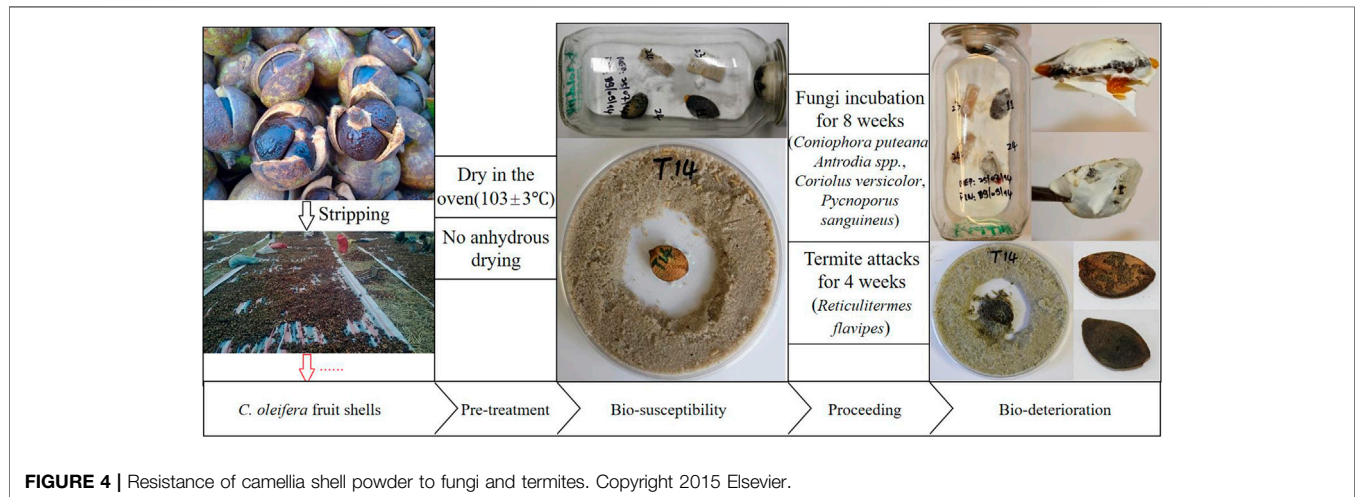 Stripping
......
Dry in the
oven(103±3℃)
No anhydrous
drying
T14
Fungi incubation
for 8 weeks
(Coniophora puteana
Antrodia spp.,
Coriolus versicolor,
Pycnoporus
sanguineus)
Termite attacks
for 4 weeks
(Reticulitermes
flavipes)
24
T14
C. oleifera fruit shells
Pre-treatment
Bio-susceptibility
Proceeding
Bio-deterioration
FIGURE 4 | Resistance of camellia shell powder to fungi and termites. Copyright 2015 Elsevier.